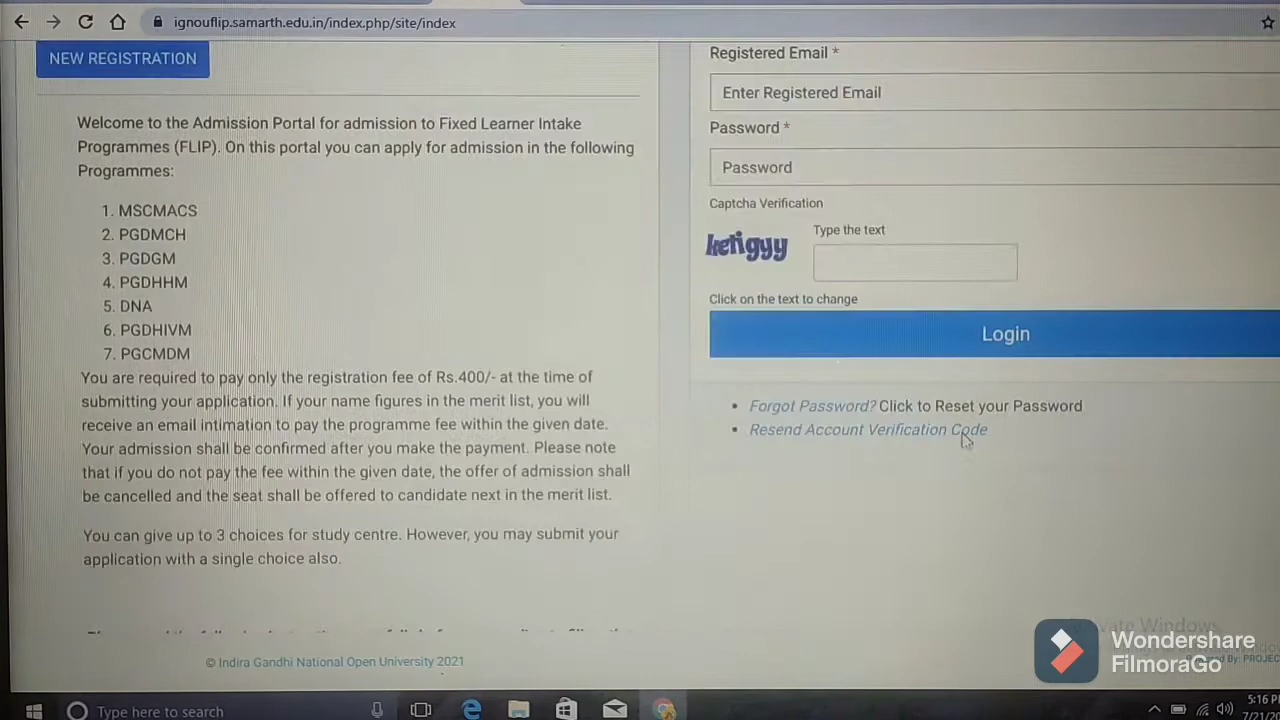 ignouflip.samarth.edu.in/index.php/site/index
NEW REGISTRATION
Welcome to the Admission Portal for admission to Fixed Learner Intake
Programmes (FLIP). On this portal you can apply for admission in the following
Programmes:
1. MSCMACS
2. PGDMCH
3. PGDGM
4. PGDHHM
5. DNA
6. PGDHIVM
7. PGCMDM
You are required to pay only the registration fee of Rs.400/- at the time of
submitting your application. If your name figures in the merit list, you will
receive an email intimation to pay the programme fee within the given date.
Your admission shall be confirmed after you make the payment. Please note
that if you do not pay the fee within the given date, the offer of admission shall
be cancelled and the seat shall be offered to candidate next in the merit list.
You can give up to 3 choices for study centre. However, you may submit your
application with a single choice also.
© Indira Gandhi National Open University 2021
Registered Email *
Enter Registered Email
Password *
Password
Captcha Verification
Type the text
ketigyy
Click on the text to change
Login
• Forgot Password? Click to Reset your Password
• Resend Account Verification Code
Activate Windows
Wondershare
FilmoraGo
By: PROJEC
Type here to search
5:16 P
7/21/20